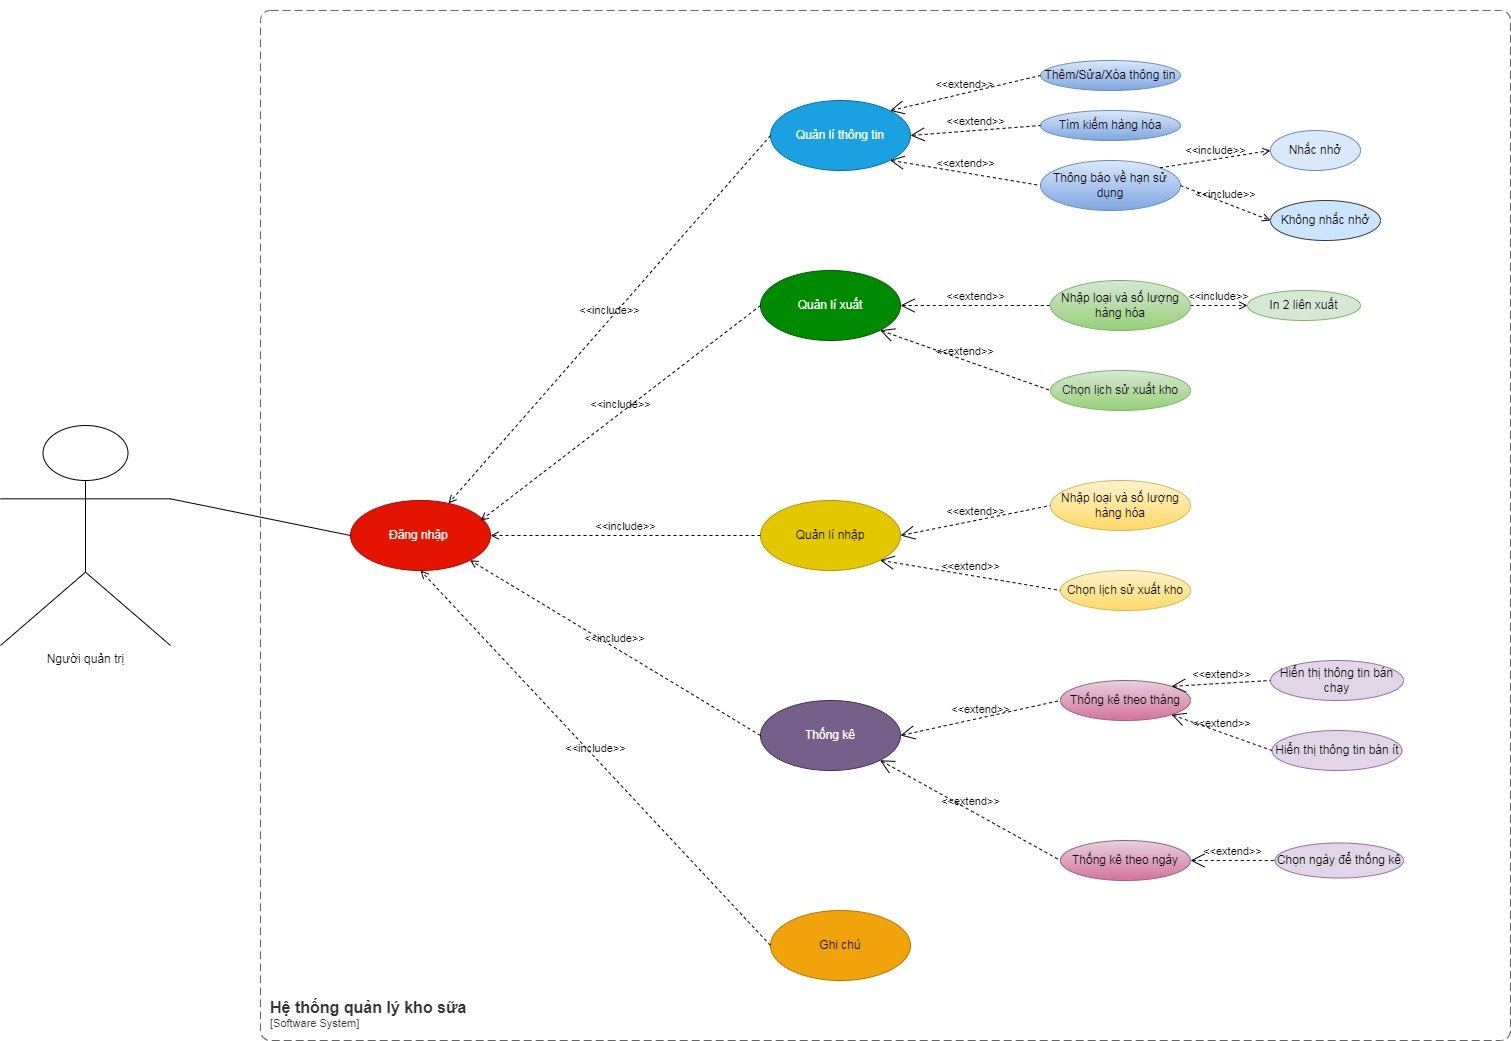 <<extend>>
Thêm/Sửa/Xóa thông tin
Quản lí thông tin
<<extend>>
Tìm kiếm hàng hóa
<<extend>>
Thông báo về hạn sử
dụng
<<include>>
Nhắc nhở
<<include>>
Không nhắc nhở
<<include>>
Quản lí xuất
<<extend>>
Nhập loại và số lượng
hàng hóa
<<include>>
In 2 liên xuất
<<extend>>
Chọn lịch sử xuất kho
<<include>>
Người quản trị
Đăng nhập
<<include>>
Quản lí nhập
<<extend>>
Nhập loại và số lượng
hàng hóa
<<extend>>
Chọn lịch sử xuất kho
<<include>>
Thống kê
<<extend>>
Thống kê theo tháng
<<extend>>
Hiển thị thông tin bán
chạy
<<extend>>
Hiển thị thông tin bán ít
<<extend>>
Thống kê theo ngày
<<extend>>
Chọn ngày để thống kê
<<include>>
Ghi chú
Hệ thống quản lý kho sữa
[Software System]